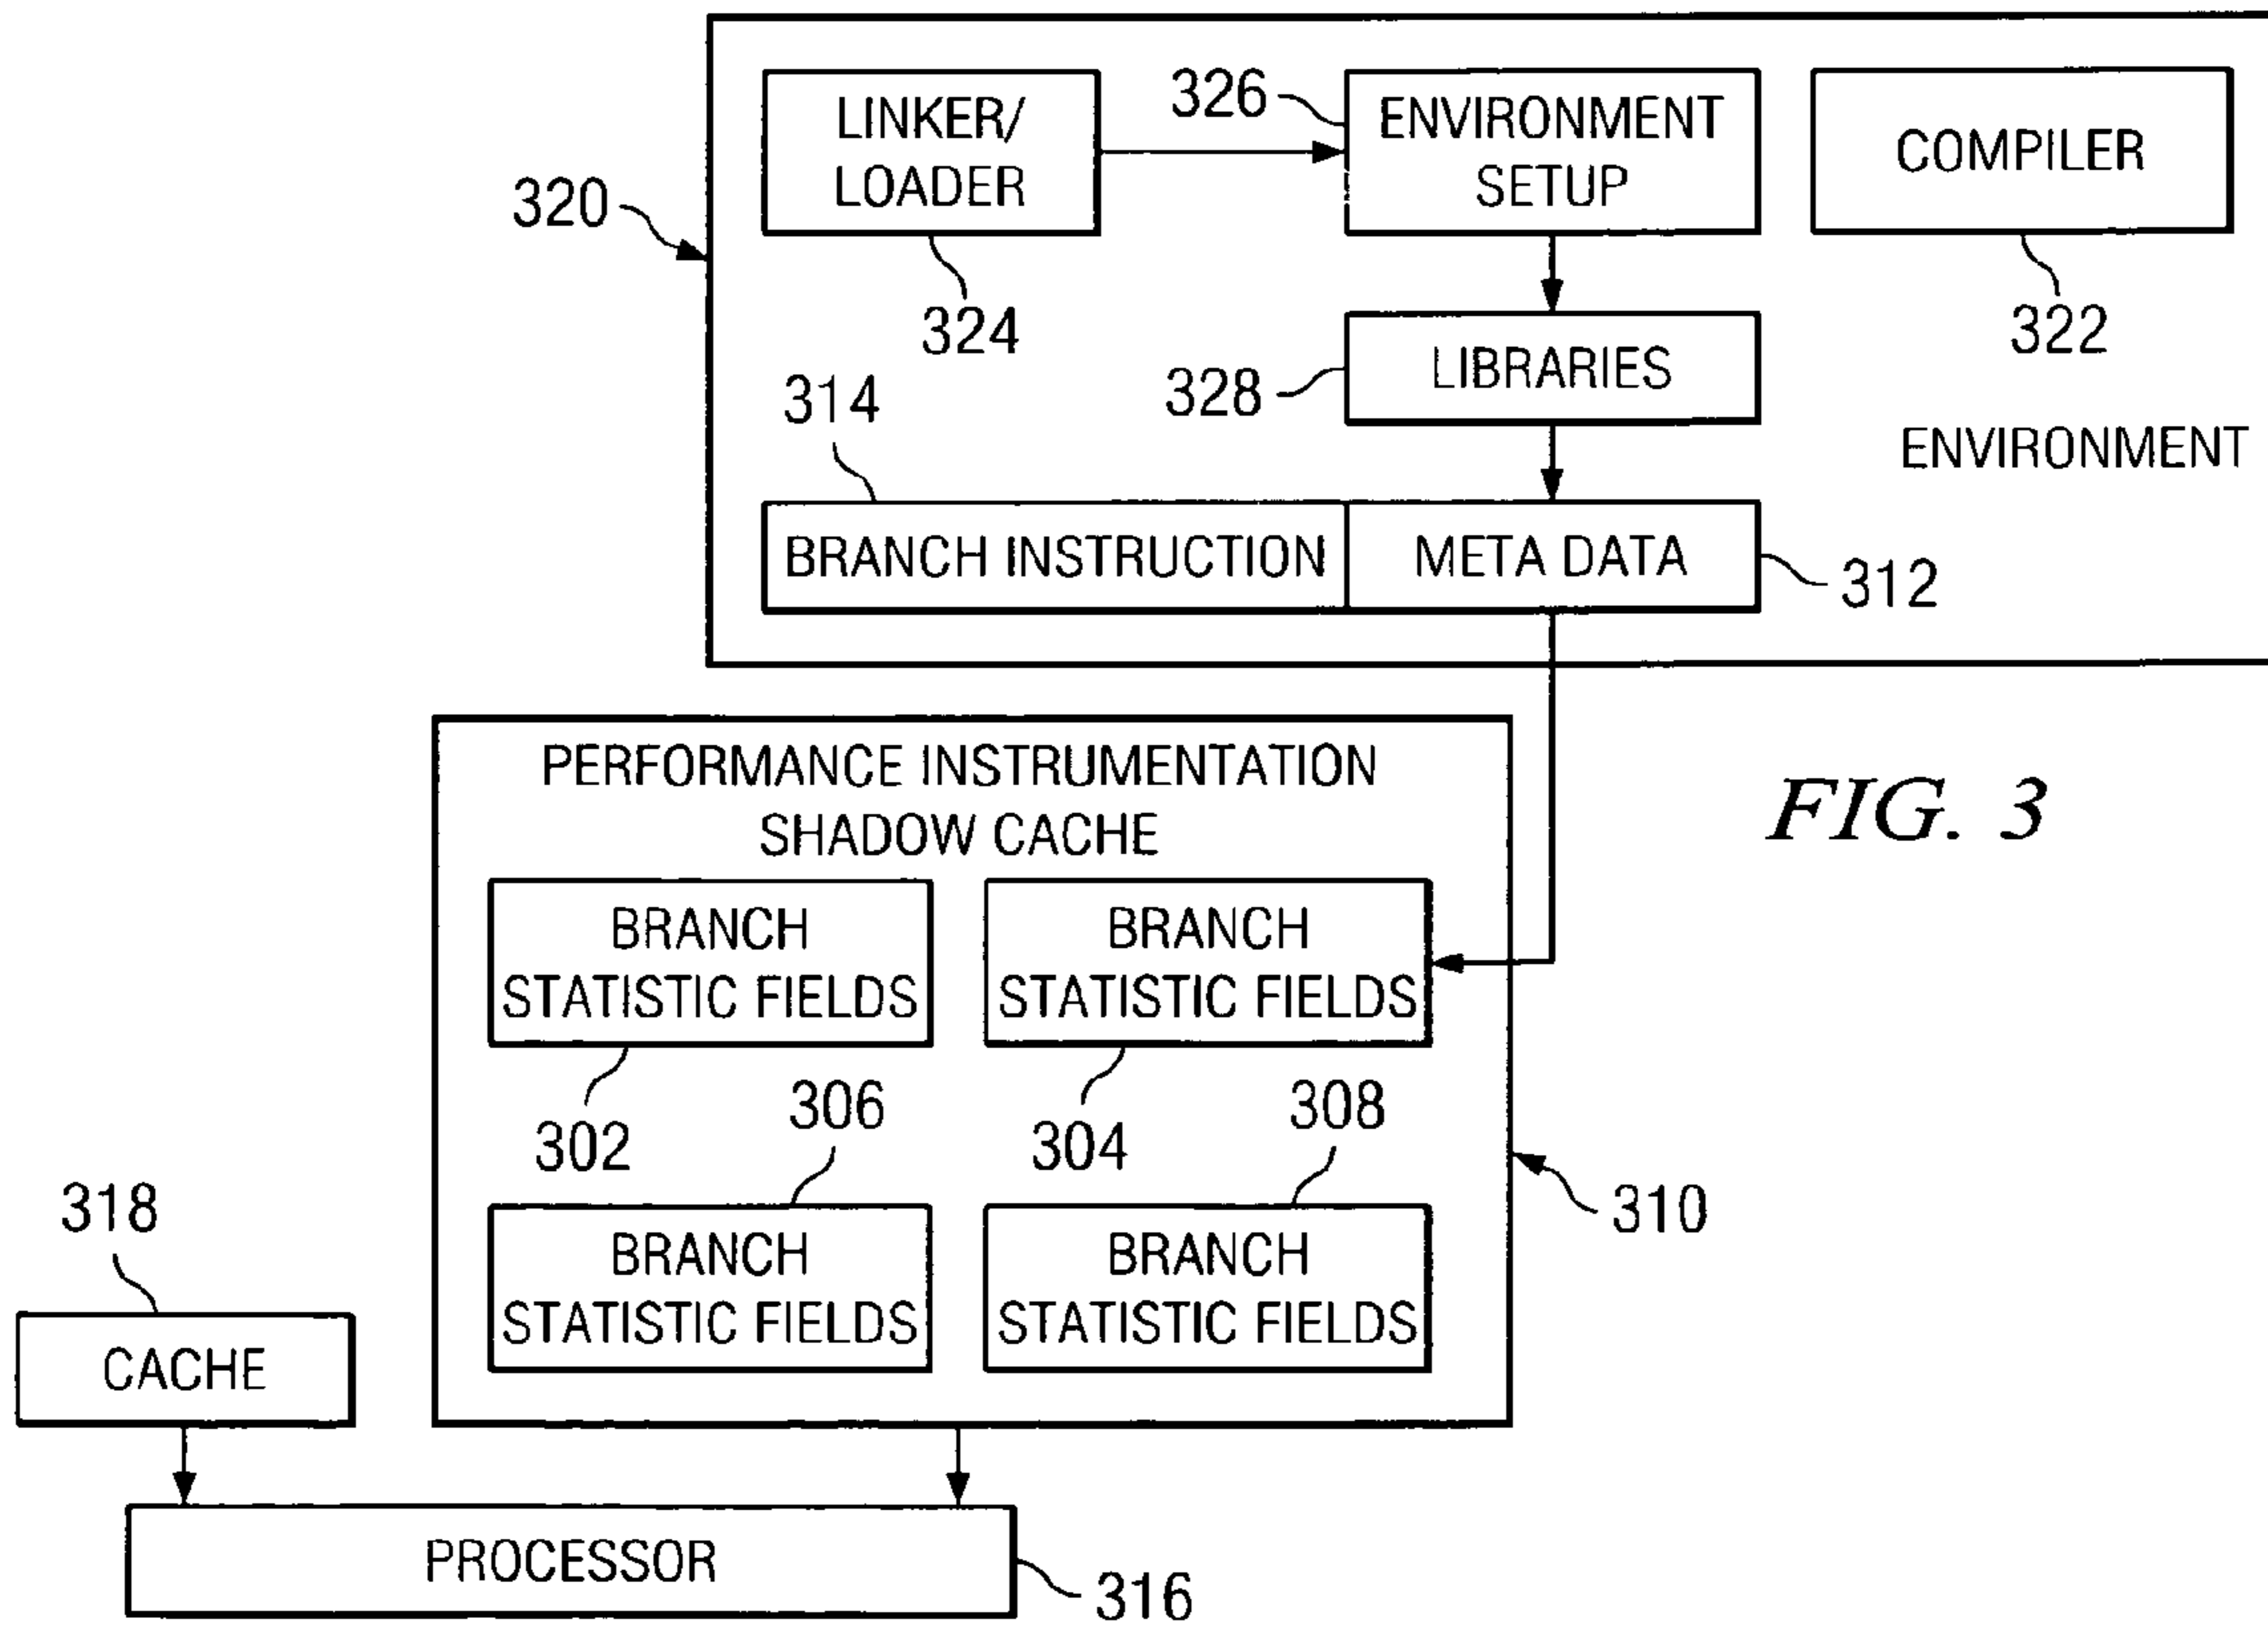 LINKER/
LOADER
326
ENVIRONMENT
SETUP
COMPILER
320
324
322
328
LIBRARIES
314
ENVIRONMENT
BRANCH INSTRUCTION
META DATA
312
PERFORMANCE INSTRUMENTATION
SHADOW CACHE
FIG. 3
BRANCH
STATISTIC FIELDS
BRANCH
STATISTIC FIELDS
302
306
304
308
310
318
BRANCH
STATISTIC FIELDS
BRANCH
STATISTIC FIELDS
CACHE
PROCESSOR
316